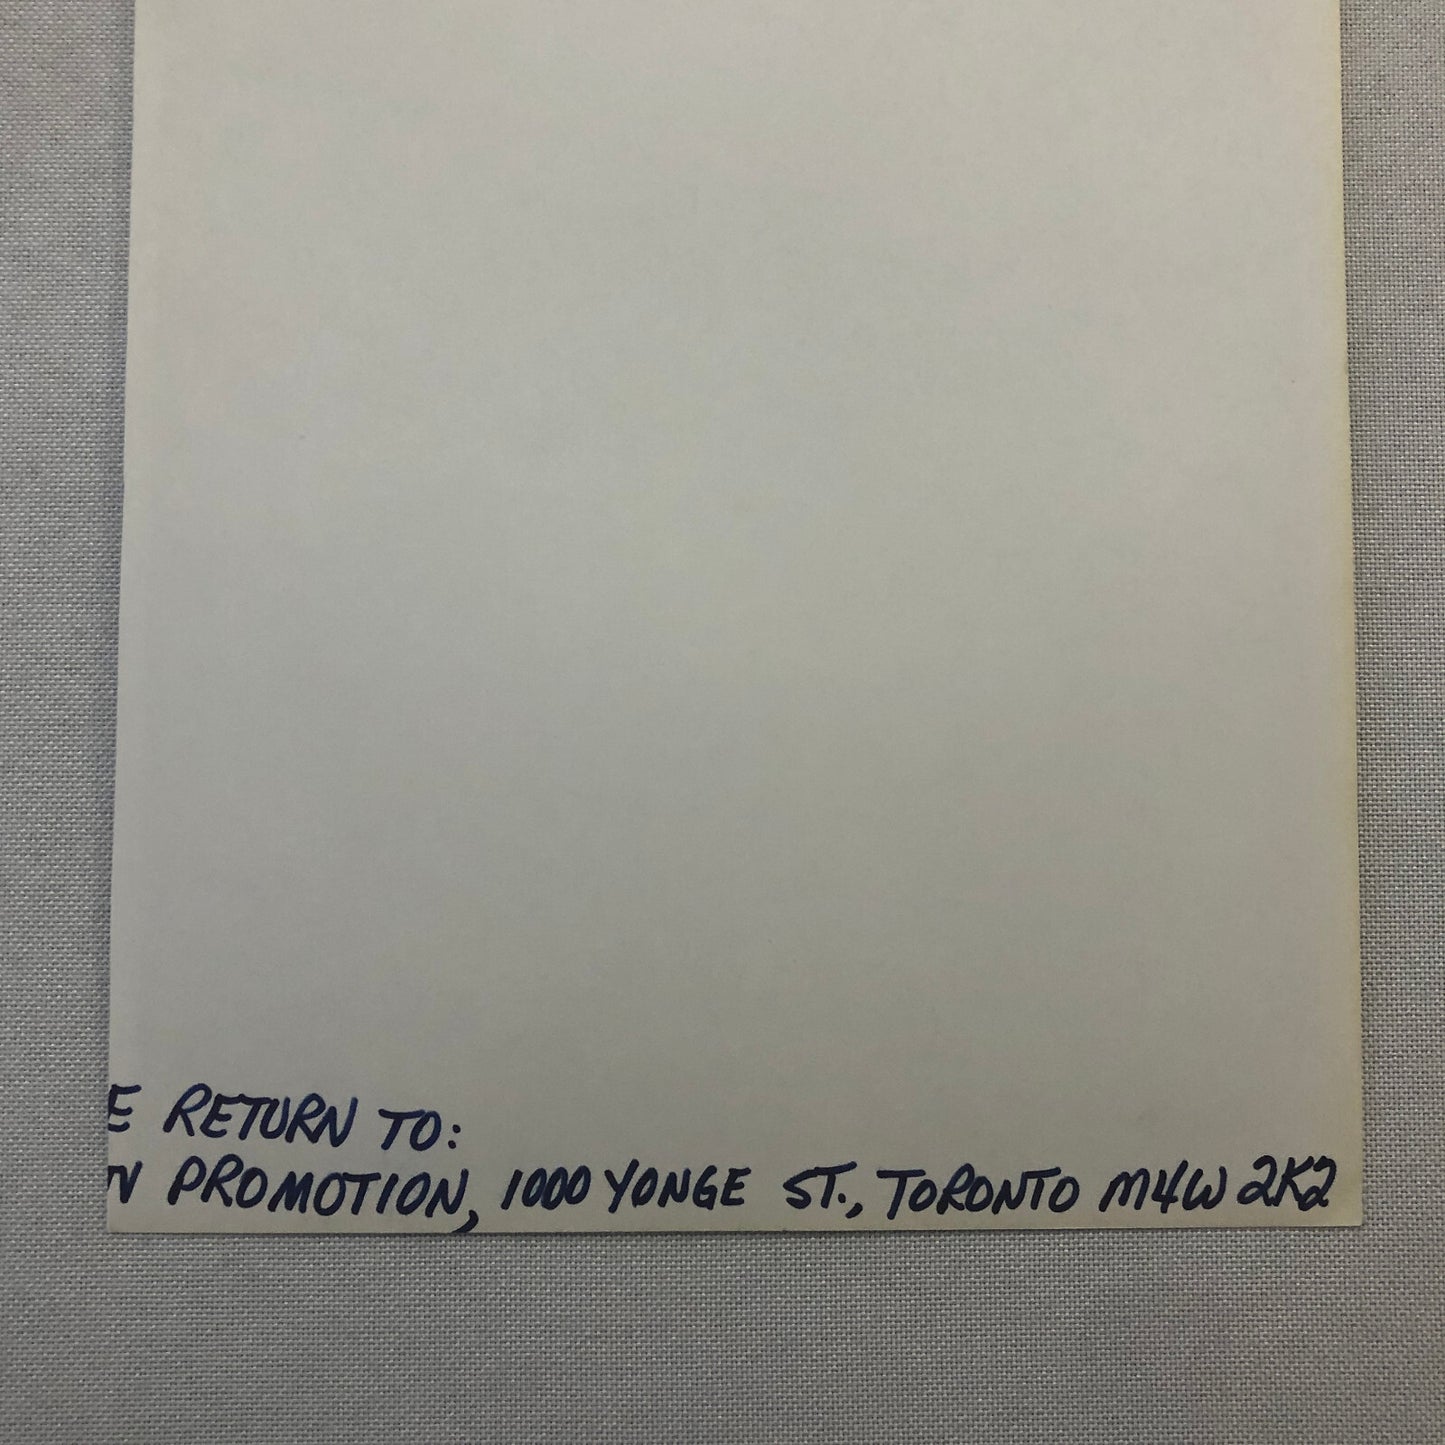 E RETURN TO:
N PROMOTION, 1000 YONGE ST., TORONTO M4W 2K2